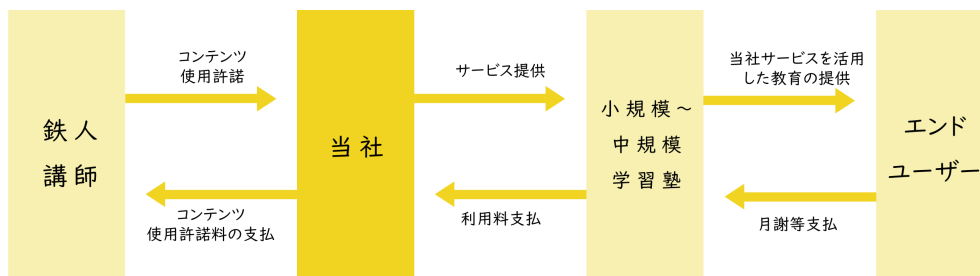 鉄人
講師
コンテンツ
使用許諾
コンテンツ
使用許諾料の支払
当社
サービス提供
利用料支払
小規模~
中規模
学習塾
当社サービスを活用
した教育の提供
月謝等支払
エンド
ユーザー